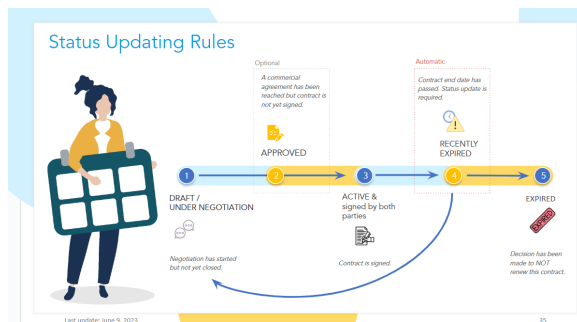 Status Updating Rules
Optional
A commercial
agreement has been
reached but contract is
not yet signed.
APPROVED
Automatic
Contract end date has
passed. Status update is
required.
RECENTLY
EXPIRED
1
2
3
4
5
DRAFT /
UNDER NEGOTIATION
Negotiation has started
but not yet closed.
ACTIVE &
signed by both
parties
Contract is signed.
EXPIRED
EXPIRED
Decision has been
made to NOT
renew this contract.
Last update: June 9, 2023
35